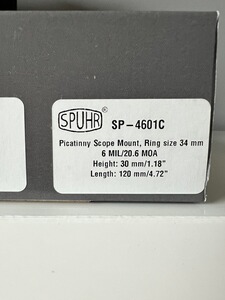 SPUHR SP-4601C
Picatinny Scope Mount, Ring size 34 mm
6 MIL/20.6 MOA
Height: 30 mm/1.18"
Length: 120 mm/4.72"